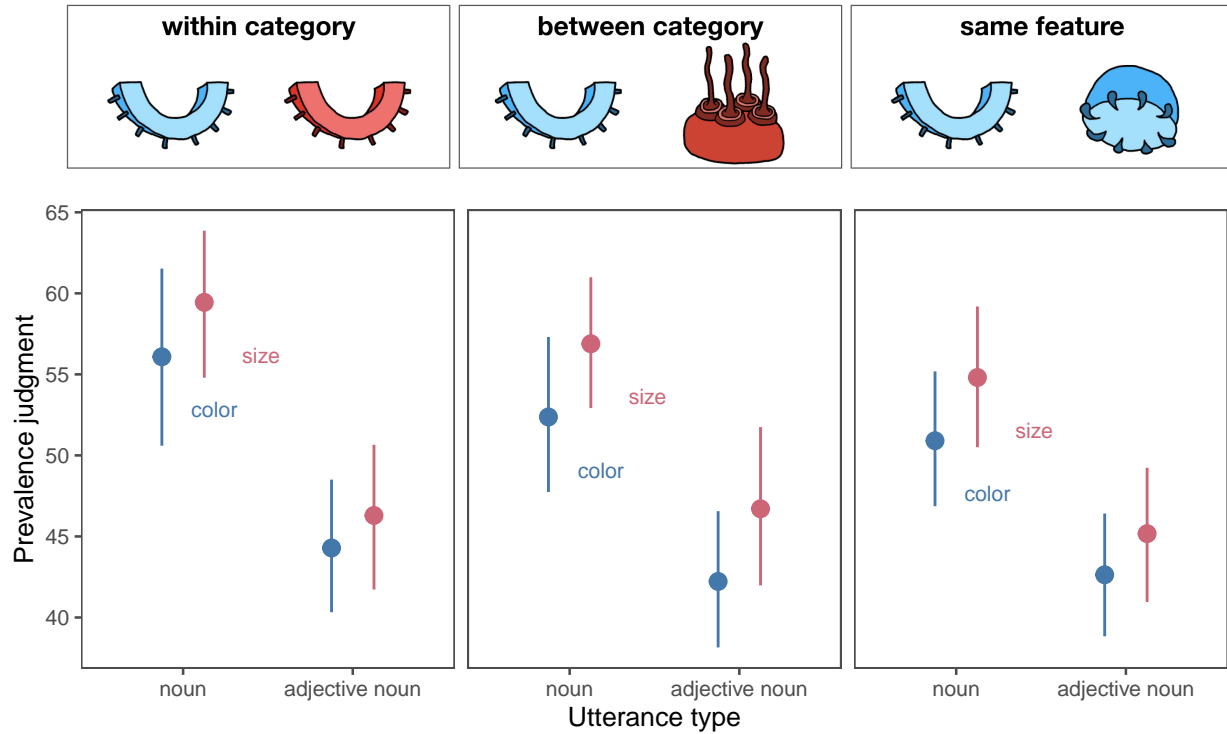 within category
between category
same feature
Prevalence judgment
65
60
55
50
45
40
size
color
size
color
size
color
noun
adjective noun
noun
adjective noun
noun
adjective noun
Utterance type